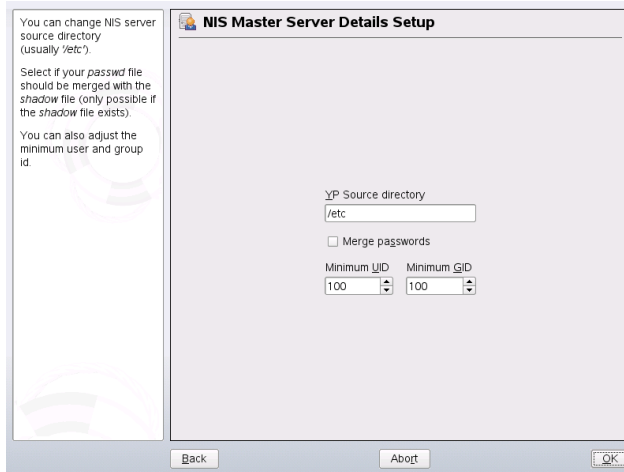 You can change NIS server
source directory
(usually '/etc').
Select if your passwd file
should be merged with the
shadow file (only possible if
the shadow file exists).
You can also adjust the
minimum user and group
id.
NIS Master Server Details Setup
YP Source directory
/etc
Merge passwords
Minimum UID Minimum GID
100 100
Back Abort OK